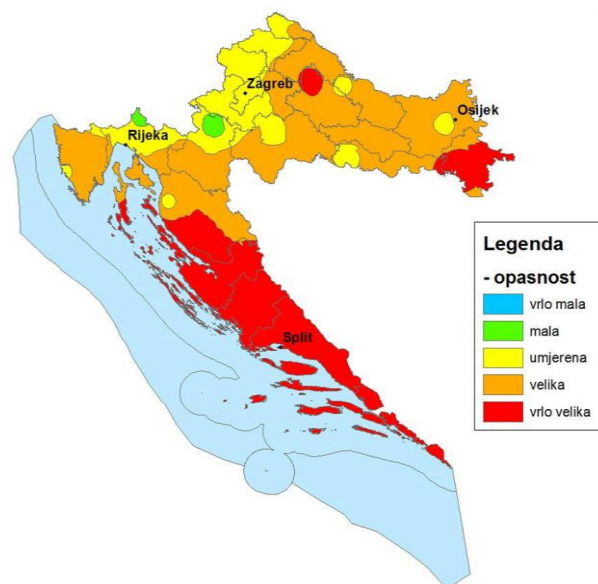 Zagreb
Osijek
Rijeka
Split
Legenda
- opasnost
vrlo mala
mala
umjerena
velika
vrlo velika